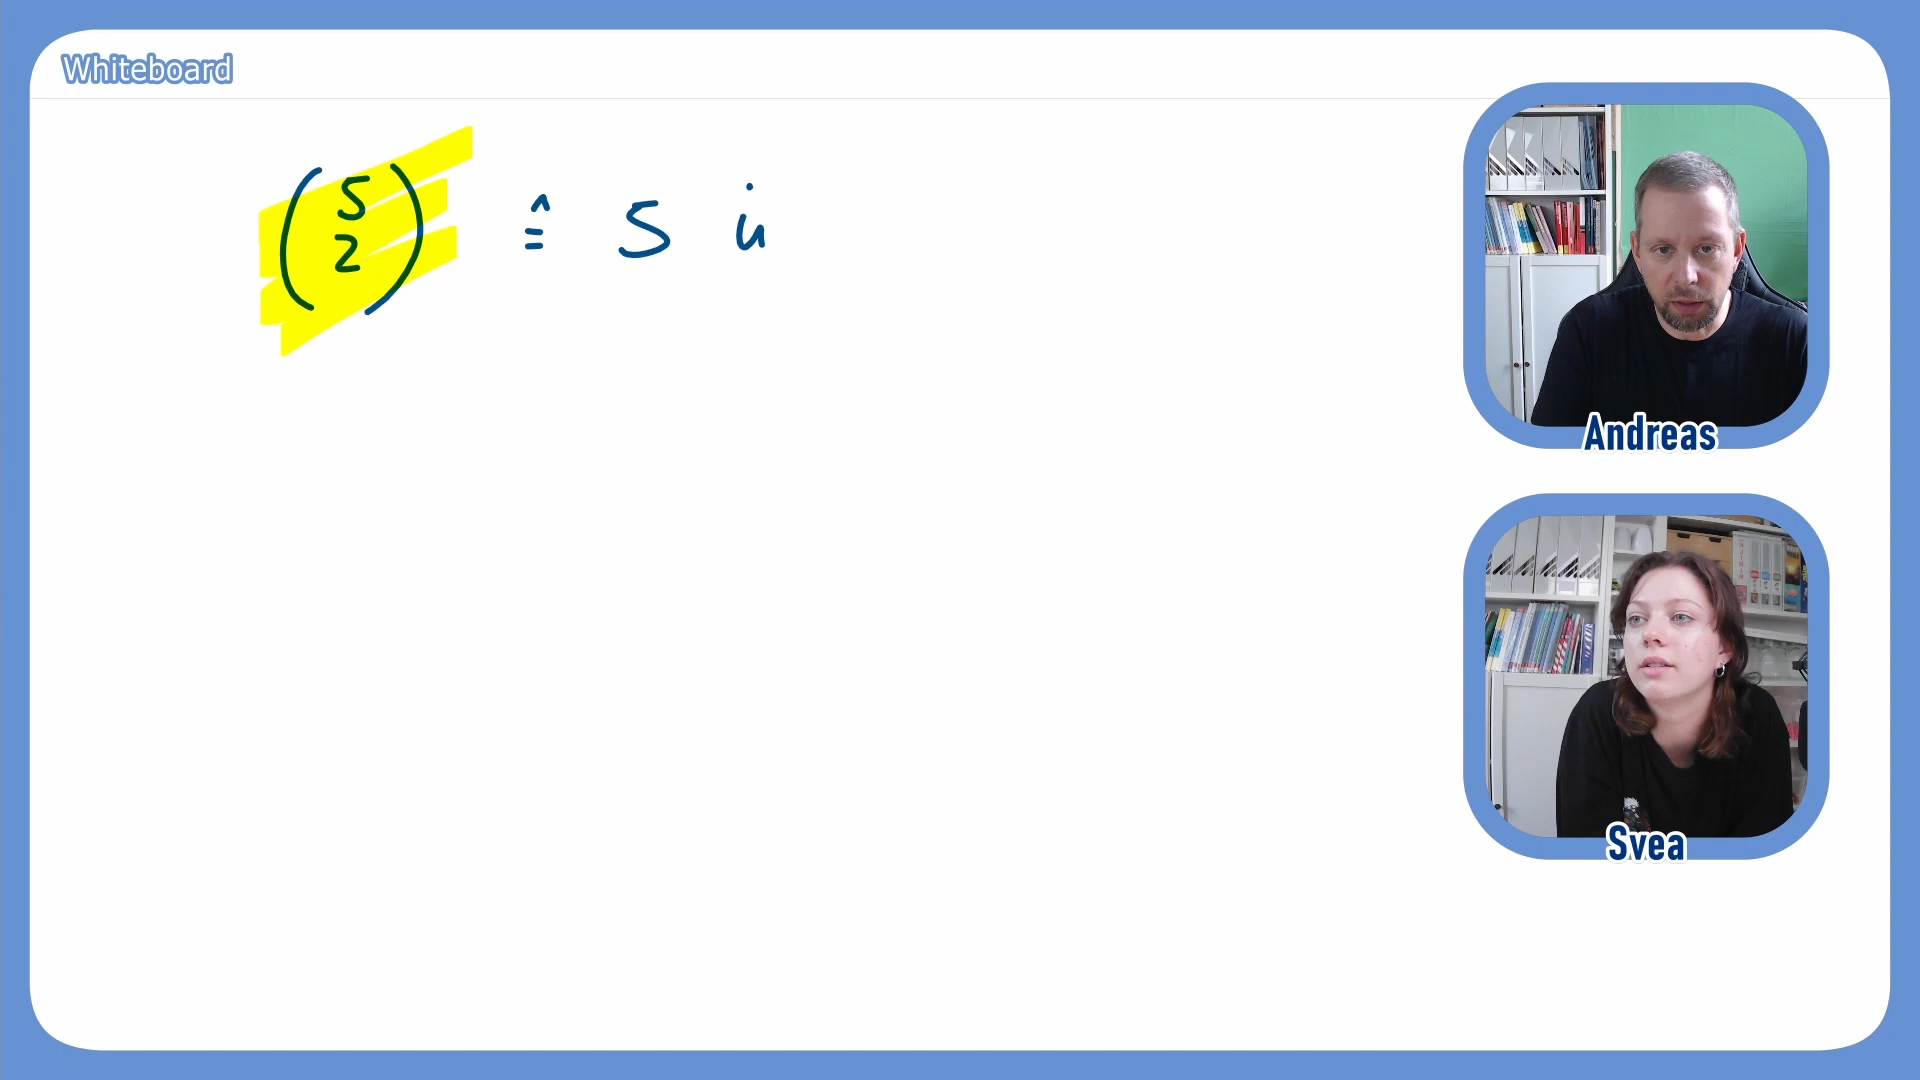 Whiteboard
(5
2) ≙ 5 ü
Andreas
Svea